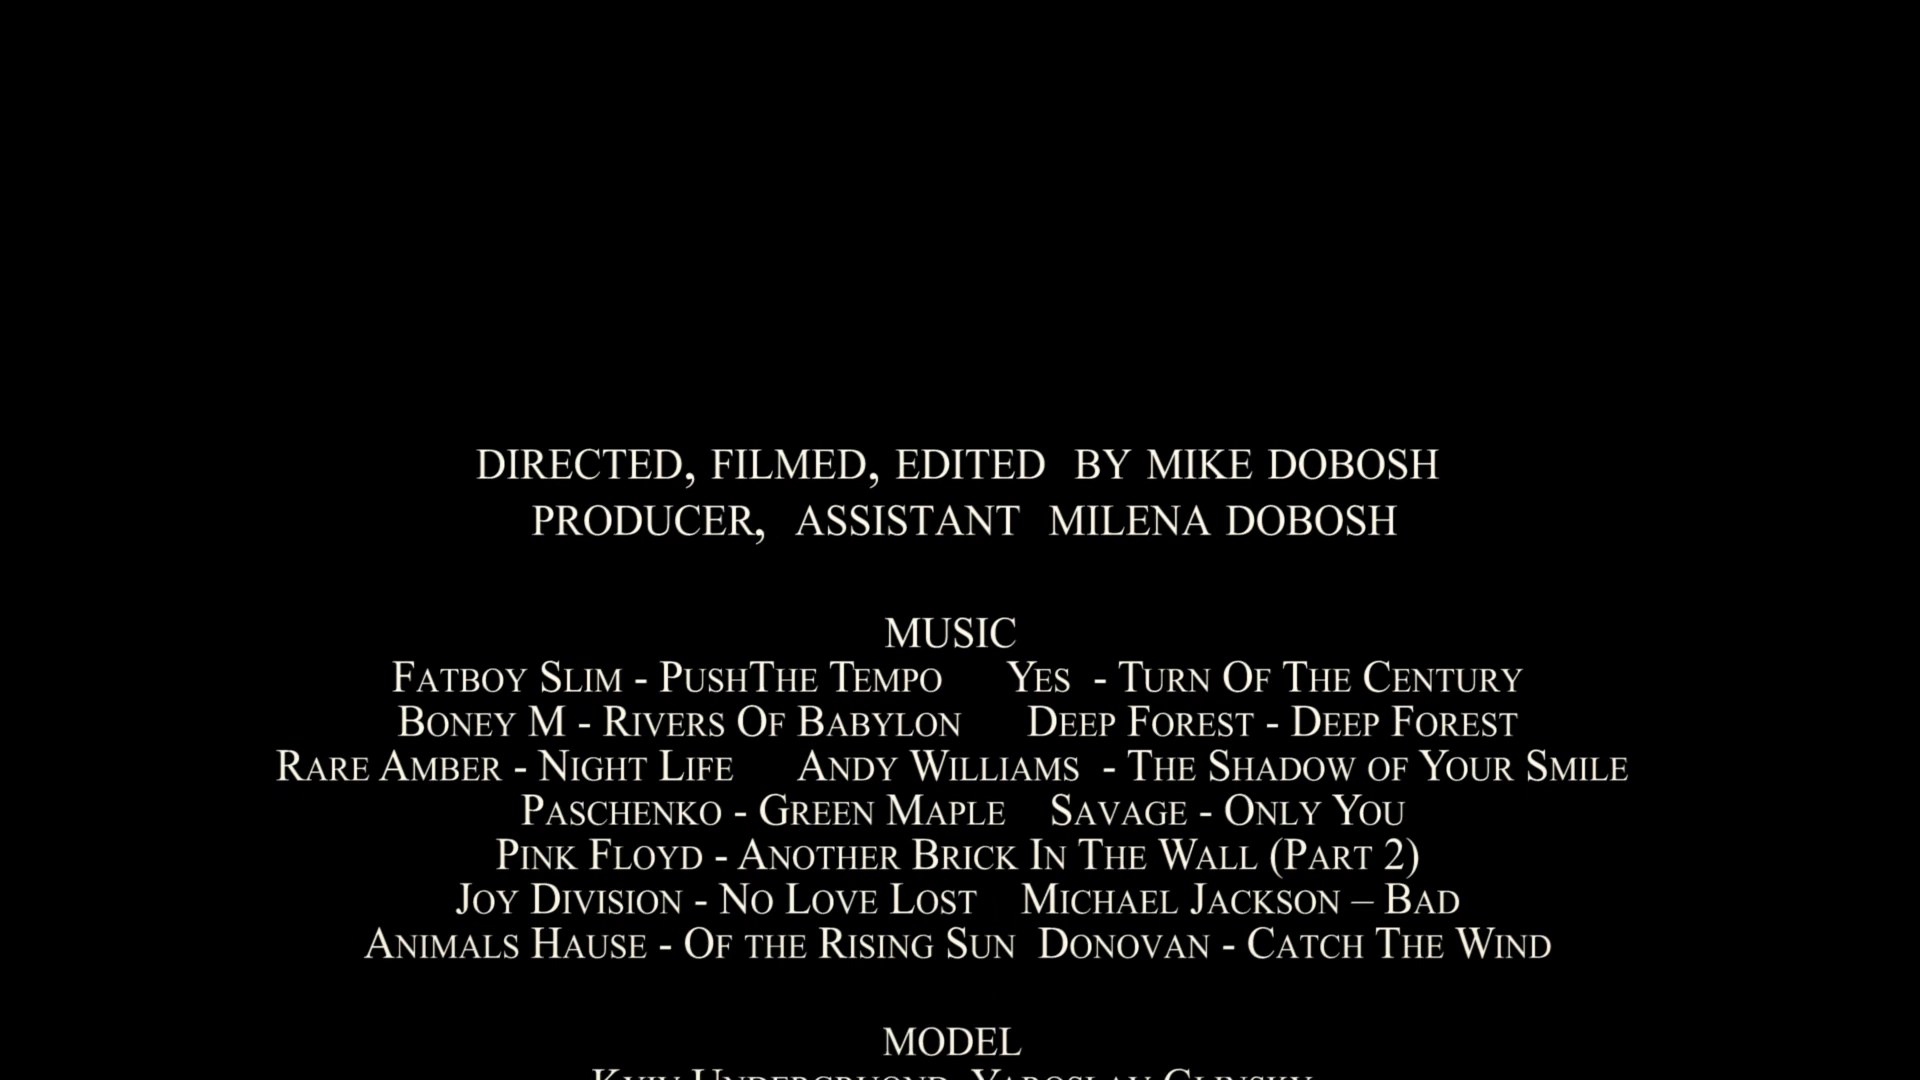 DIRECTED, FILMED, EDITED  BY MIKE DOBOSH
PRODUCER,  ASSISTANT  MILENA DOBOSH
MUSIC
FATBOY SLIM - PUSHTHE TEMPO    YES  - TURN OF THE CENTURY
BONEY M - RIVERS OF BABYLON    DEEP FOREST - DEEP FOREST
RARE AMBER - NIGHT LIFE    ANDY WILLIAMS  - THE SHADOW OF YOUR SMILE
PASCHENKO - GREEN MAPLE   SAVAGE - ONLY YOU
PINK FLOYD - ANOTHER BRICK IN THE WALL (PART 2)
JOY DIVISION - NO LOVE LOST   MICHAEL JACKSON – BAD
ANIMALS HAUSE - OF THE RISING SUN  DONOVAN - CATCH THE WIND
MODEL